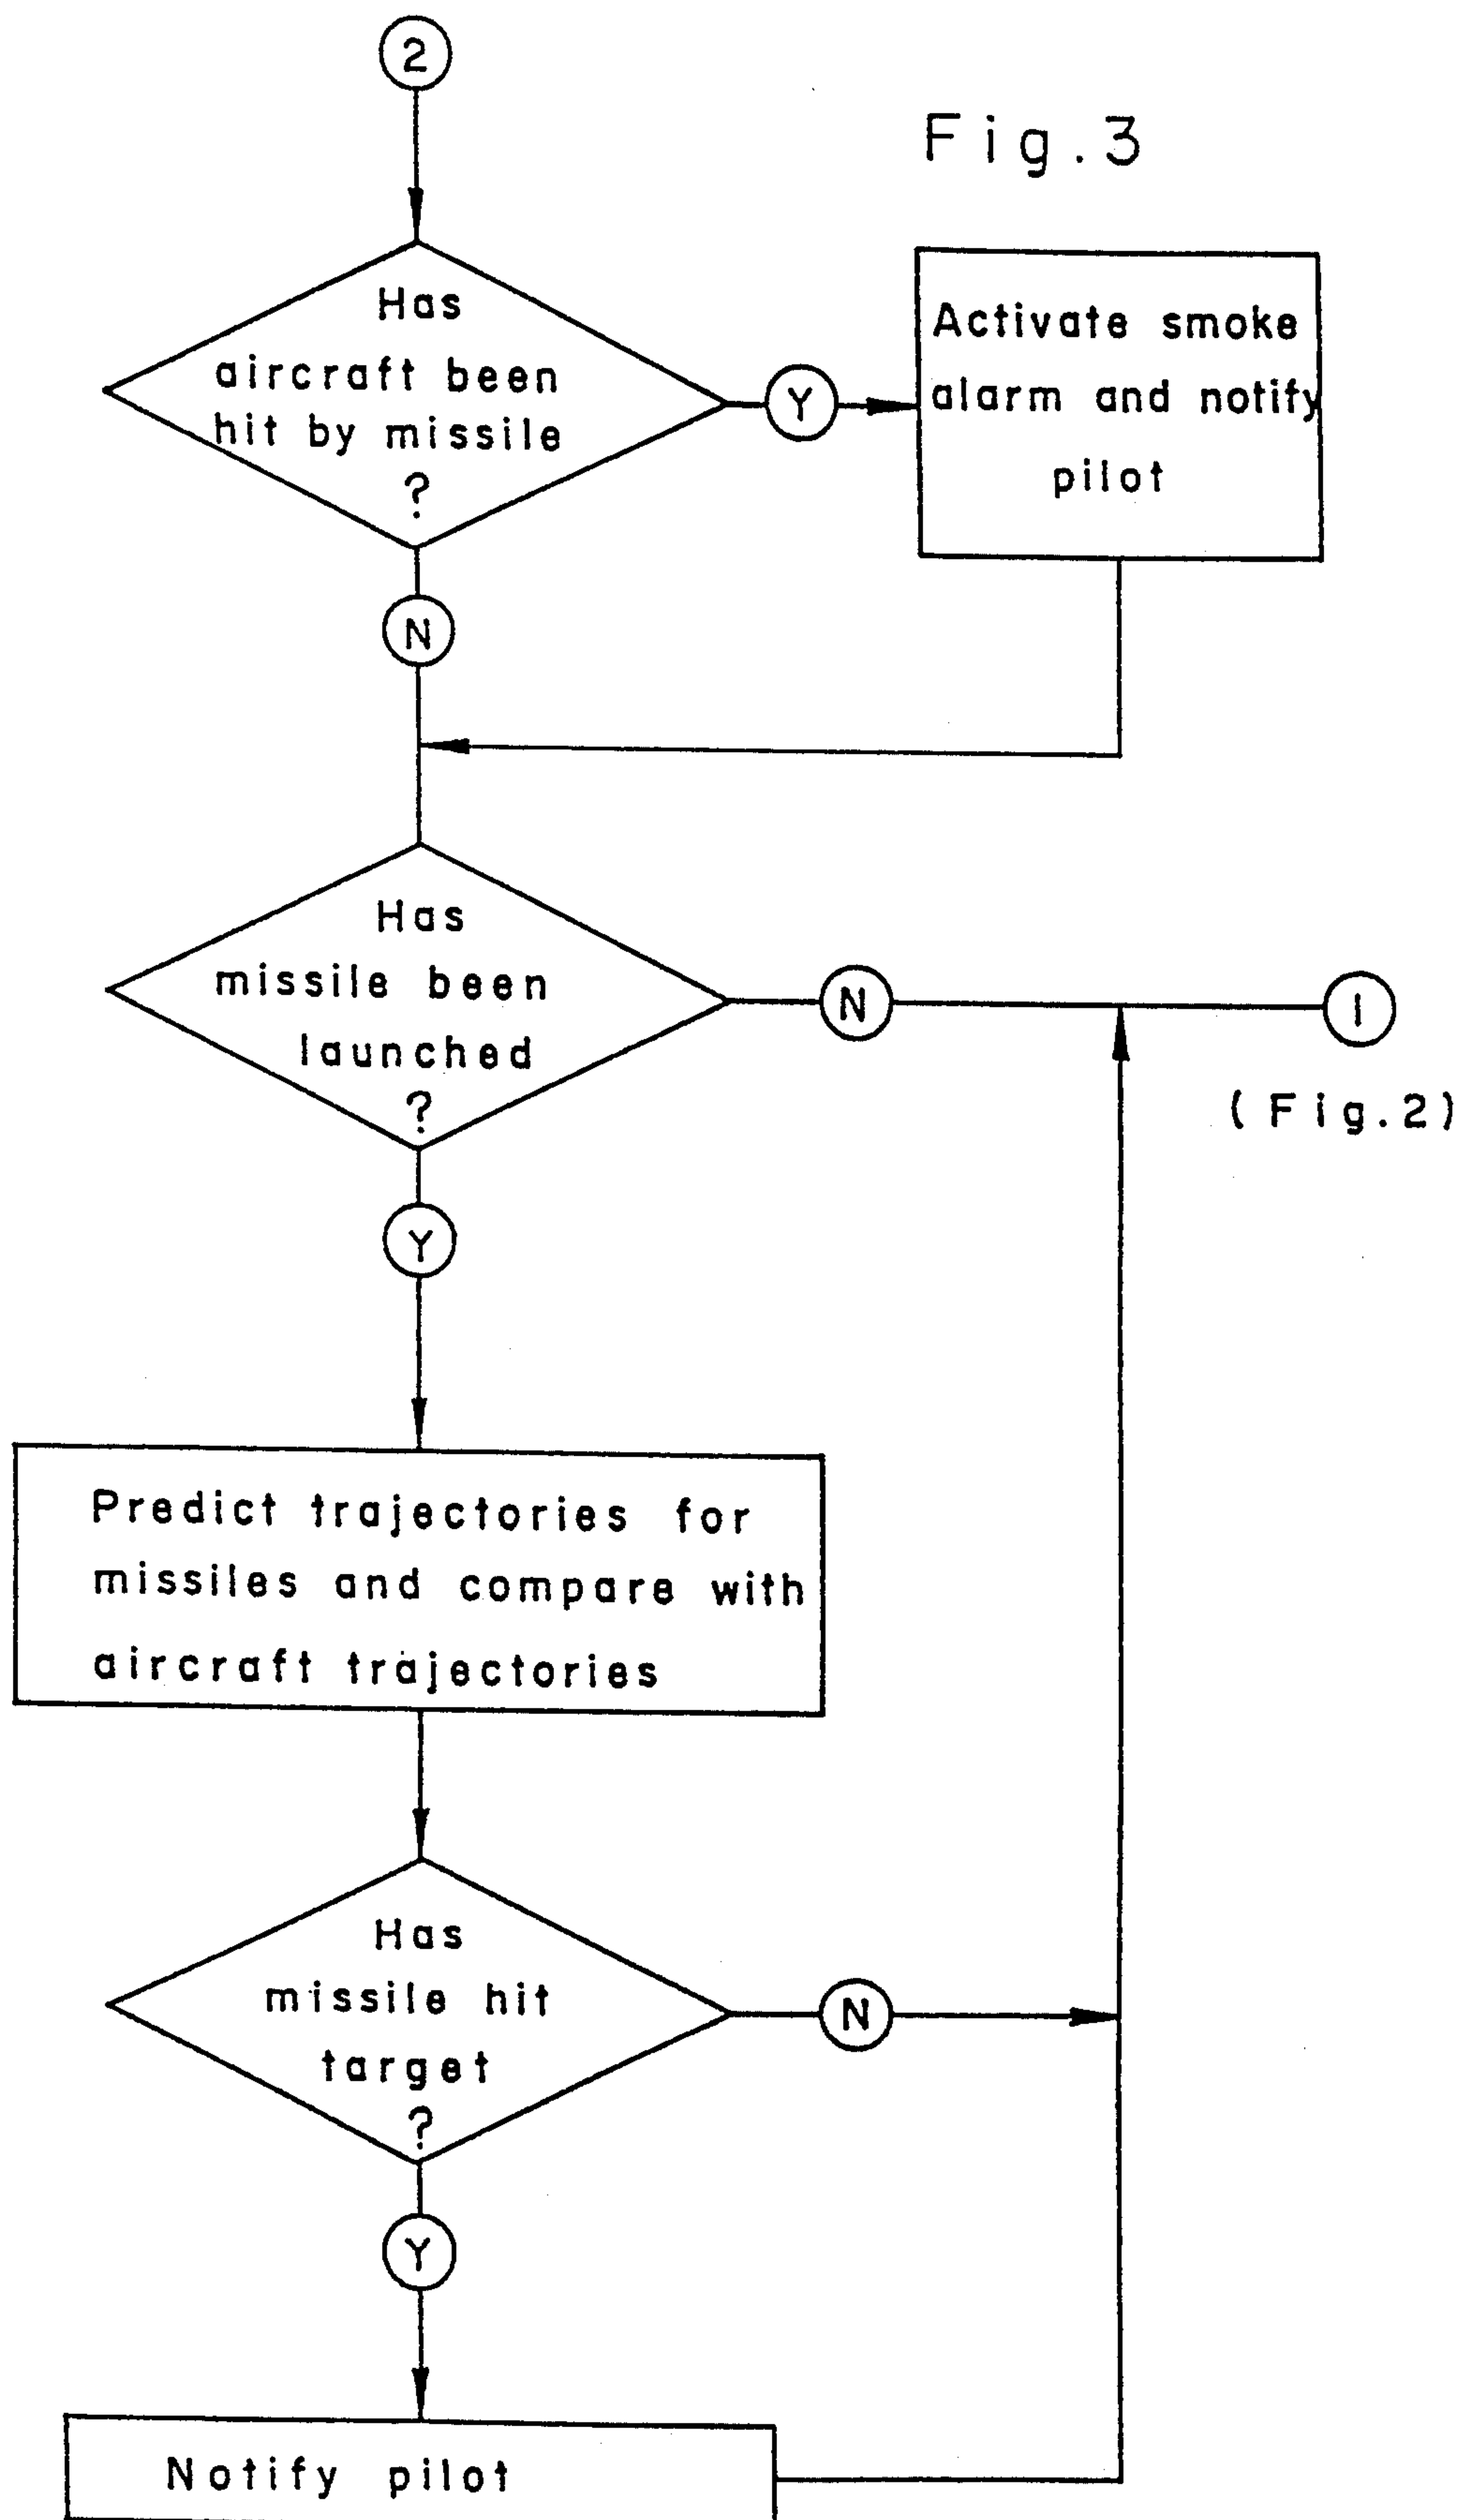 2
Fig.3
Has
aircraft been
hit by missile
?
Y
Activate smoke
alarm and notify
pilot
N
Has
missile been
launched
?
N
1
(Fig.2)
Y
Predict trajectories for
missiles and compare with
aircraft trajectories
Has
missile hit
target
?
N
Y
Notify pilot